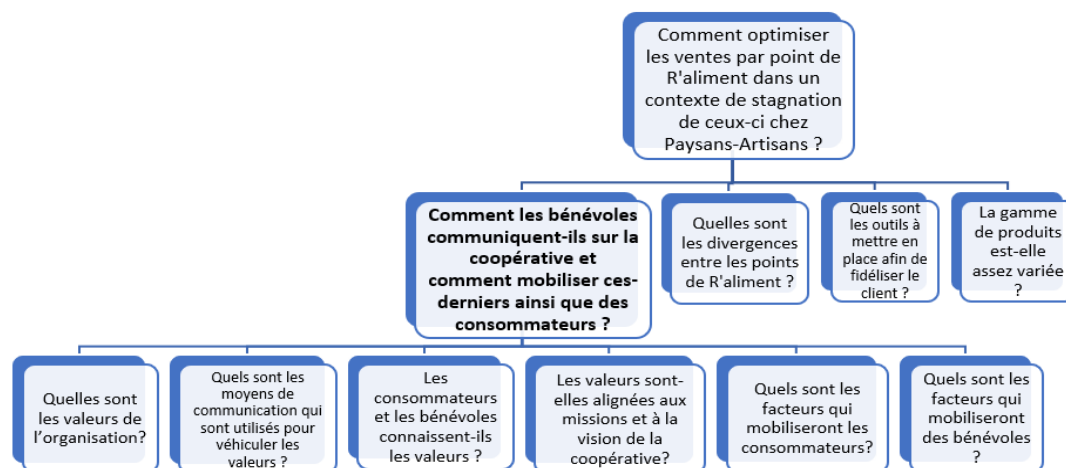 Comment optimiser
les ventes par point de
R'aliment dans un
contexte de stagnation
de ceux-ci chez
Paysans-Artisans ?
Comment les bénévoles
communiquent-ils sur la
coopérative et
comment mobiliser ces-
derniers ainsi que des
consommateurs ?
Quelles sont
les divergences
entre les points
de R'aliment ?
Quels sont
les outils à
mettre en
place afin de
fidéliser le
client ?
La gamme
de produits
est-elle
assez variée
?
Quelles sont
les valeurs de
l’organisation?
Quels sont les
moyens de
communication qui
sont utilisés pour
véhiculer les
valeurs ?
Les
consommateurs
et les bénévoles
connaissent-ils
les valeurs ?
Les valeurs sont-
elles alignées aux
missions et à la
vision de la
coopérative?
Quels sont les
facteurs qui
mobiliseront les
consommateurs?
Quels sont les
facteurs qui
mobiliseront
des bénévoles
?